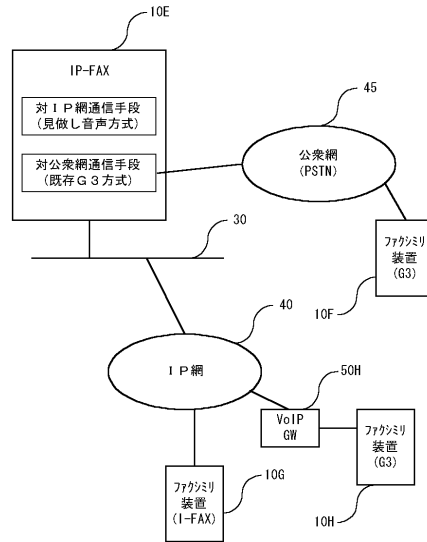 10E
IP-FAX
対IP網通信手段
(見做し音声方式)
対公衆網通信手段
(既存G3方式)
45
公衆網
(PSTN)
30
ファクシミリ
装置
(G3)
10F
40
IP網
50H
VoIP
GW
ファクシミリ
装置
(G3)
10H
ファクシミリ
装置
(I-FAX)
10G